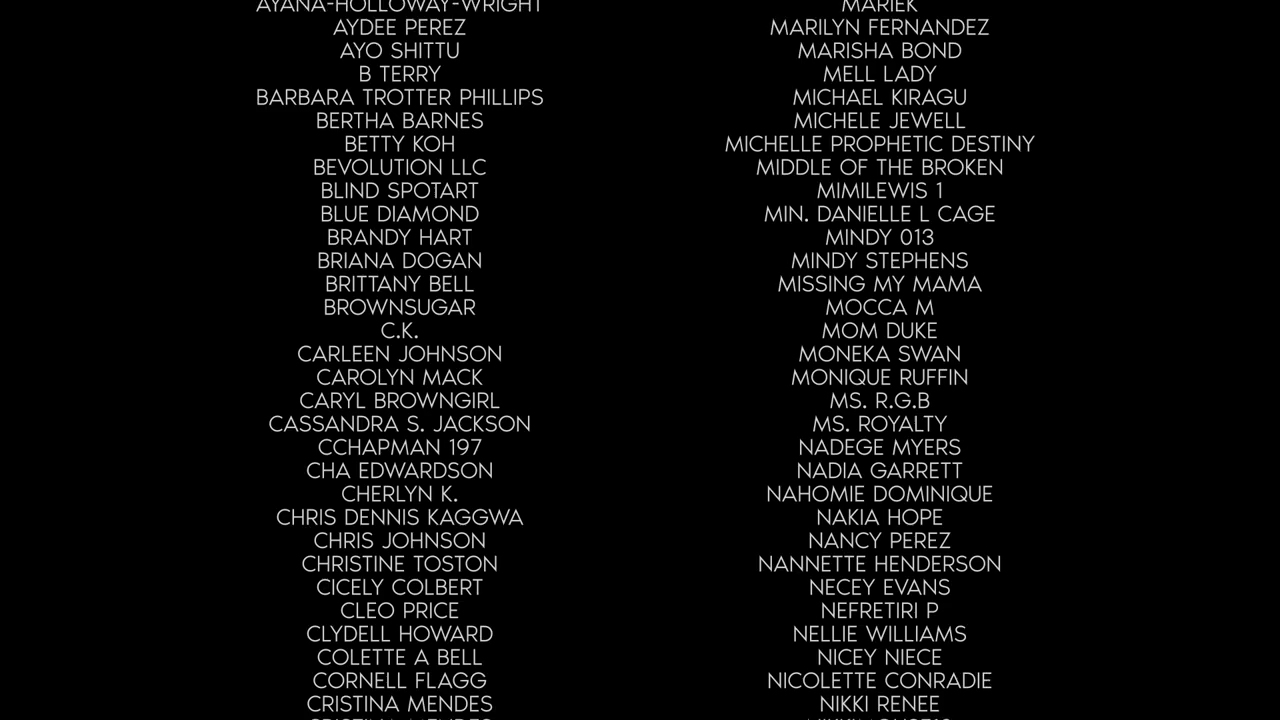 AYANA-HOLLOWAY-WRIGHT
AYDEE PEREZ
AYO SHITTU
B TERRY
BARBARA TROTTER PHILLIPS
BERTHA BARNES
BETTY KOH
BEVOLUTION LLC
BLIND SPOTART
BLUE DIAMOND
BRANDY HART
BRIANA DOGAN
BRITTANY BELL
BROWNSUGAR
C.K.
CARLEEN JOHNSON
CAROLYN MACK
CARYL BROWNGIRL
CASSANDRA S. JACKSON
CCHAPMAN 197
CHA EDWARDSON
CHERLYN K.
CHRIS DENNIS KAGGWA
CHRIS JOHNSON
CHRISTINE TOSTON
CICELY COLBERT
CLEO PRICE
CLYDELL HOWARD
COLETTE A BELL
CORNELL FLAGG
CRISTINA MENDES
MARIEK
MARILYN FERNANDEZ
MARISHA BOND
MELL LADY
MICHAEL KIRAGU
MICHELE JEWELL
MICHELLE PROPHETIC DESTINY
MIDDLE OF THE BROKEN
MIMILEWIS 1
MIN. DANIELLE L CAGE
MINDY 013
MINDY STEPHENS
MISSING MY MAMA
MOCCA M
MOM DUKE
MONEKA SWAN
MONIQUE RUFFIN
MS. R.G.B
MS. ROYALTY
NADEGE MYERS
NADIA GARRETT
NAHOMIE DOMINIQUE
NAKIA HOPE
NANCY PEREZ
NANNETTE HENDERSON
NECEY EVANS
NEFRETIRI P
NELLIE WILLIAMS
NICEY NIECE
NICOLETTE CONRADIE
NIKKI RENEE